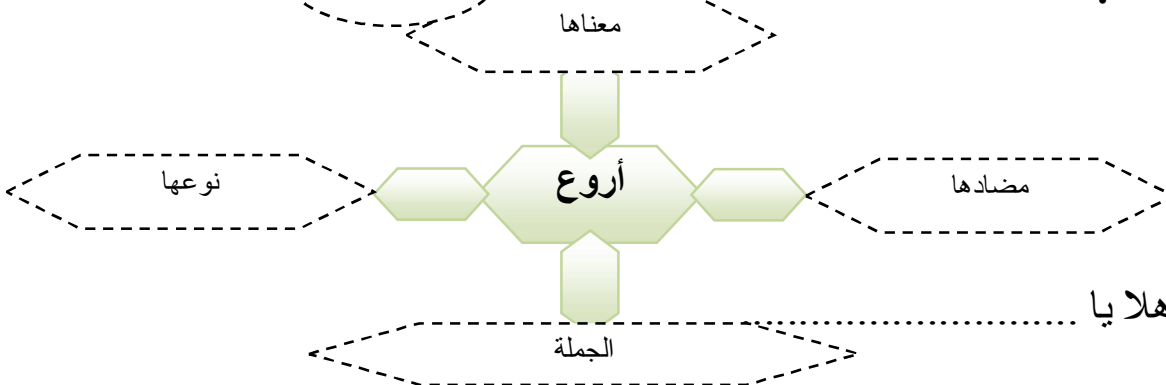 معناها
مضادها
أروع
نوعها
هلا يا ..............................
الجملة